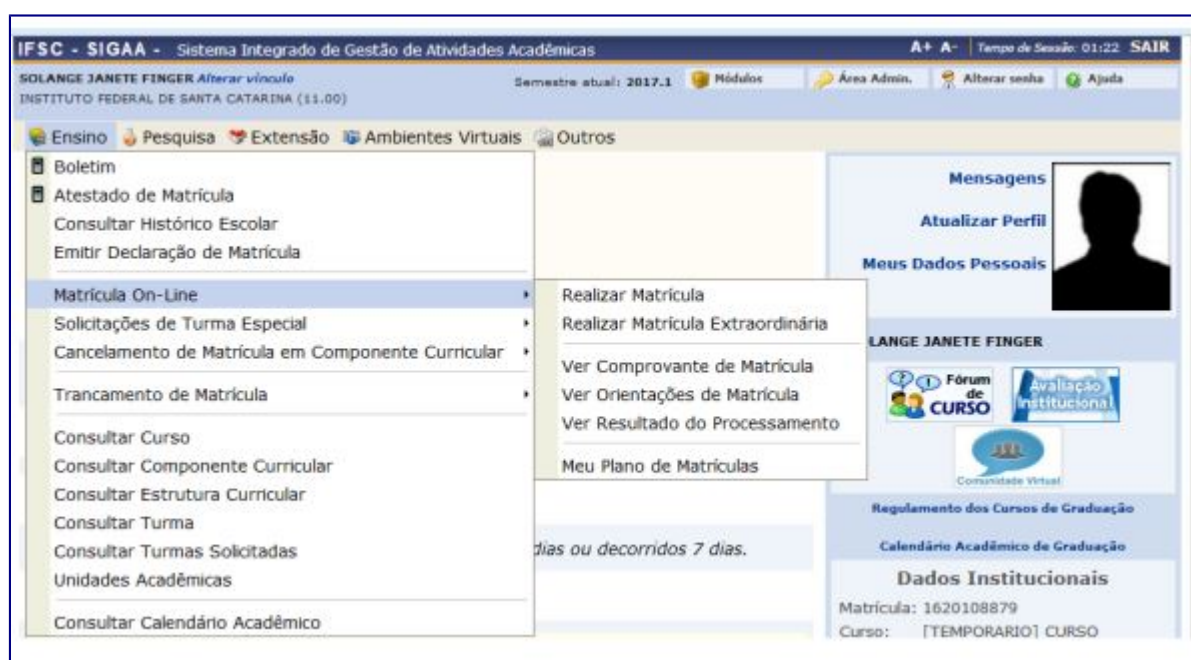 IFSC - SIGAA - Sistema Integrado de Gestão de Atividades Acadêmicas A+ A- Tempo de Sessão: 01:22 SAIR
SOLANGE JANETE FINGER Alterar vínculo Semestre atual: 2017.1 Módulos Área Admin. Alterar senha Ajuda
INSTITUTO FEDERAL DE SANTA CATARINA (11.00)
Ensino Pesquisa Extensão Ambientes Virtuais Outros
Boletim
Atestado de Matrícula
Consultar Histórico Escolar
Emitir Declaração de Matrícula
Matrícula On-Line
Solicitações de Turma Especial
Cancelamento de Matrícula em Componente Curricular
Trancamento de Matrícula
Consultar Curso
Consultar Componente Curricular
Consultar Estrutura Curricular
Consultar Turma
Consultar Turmas Solicitadas
Unidades Acadêmicas
Consultar Calendário Acadêmico
Realizar Matrícula
Realizar Matrícula Extraordinária
Ver Comprovante de Matrícula
Ver Orientações de Matrícula
Ver Resultado do Processamento
Meu Plano de Matrículas
dias ou decorridos 7 dias.
Mensagens
Atualizar Perfil
Meus Dados Pessoais
LANGE JANETE FINGER
Fórum
de
CURSO
Avaliação
Institucional
Comunidade Virtual
Regulamento dos Cursos de Graduação
Calendário Acadêmico de Graduação
Dados Institucionais
Matrícula: 1620108879
Curso: [TEMPORARIO] CURSO